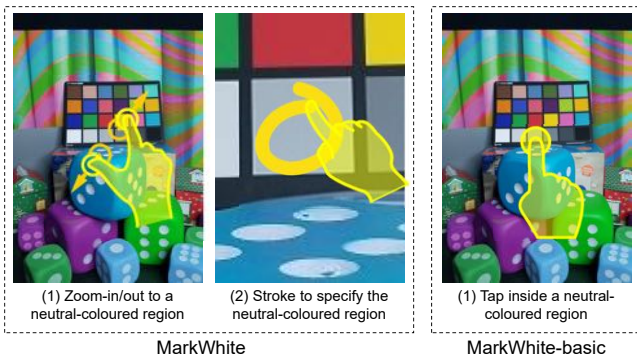 (1) Zoom-in/out to a
neutral-coloured region
(2) Stroke to specify the
neutral-coloured region
(1) Tap inside a neutral-
coloured region
MarkWhite
MarkWhite-basic